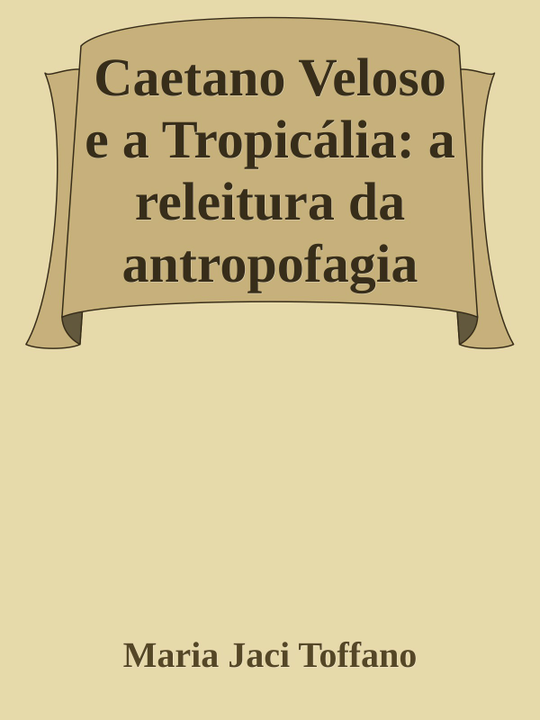 Caetano Veloso
e a Tropicália: a
releitura da
antropofagia
Maria Jaci Toffano